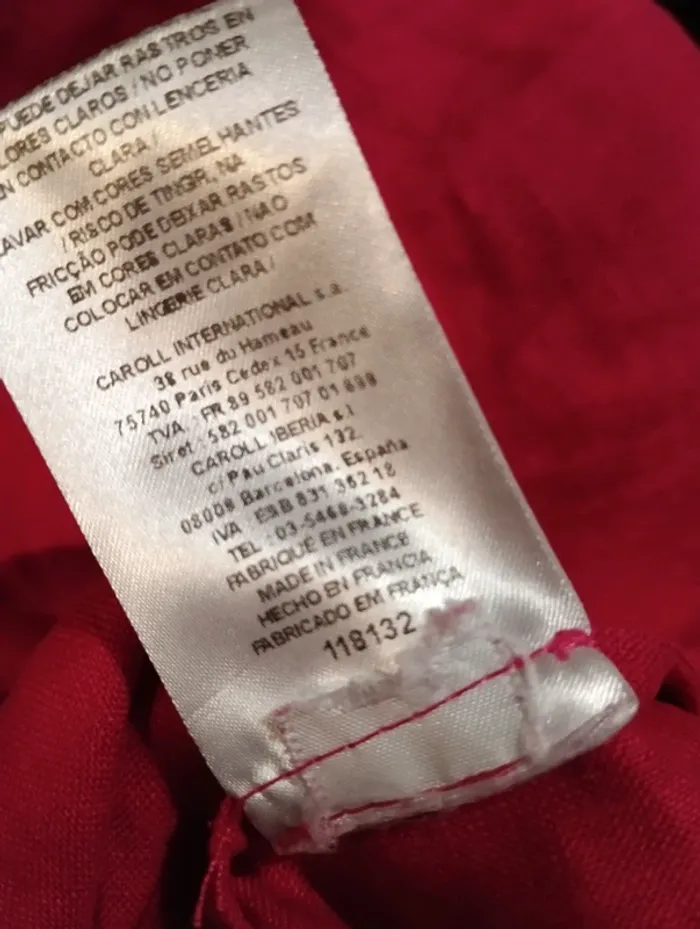 PUEDE DEJAR RASTROS EN
LORES CLAROS / NO PONER
EN CONTACTO CON LENCERIA
CLARA /
LAVAR COM CORES SEMELHANTES
/ RISCO DE TINGIR. NA
FRICÇÃO PODE DEIXAR RASTOS
EM CORES CLARAS / NÃO
COLOCAR EM CONTATO COM
LINGERIE CLARA /
CAROLL INTERNATIONAL s.a.
38 rue du Hameau
75740 Paris Cedex 15 France
TVA : FR 89 582 001 707
Siret : 582 001 707 01 699
CAROLL IBERIA s.l
c/ Pau Claris 132.
08009 Barcelona. España
IVA ESB 831 362 18
TEL : 03-5468-3284
FABRIQUÉ EN FRANCE
MADE IN FRANCE
HECHO EN FRANCIA
FABRICADO EM FRANÇA
118132